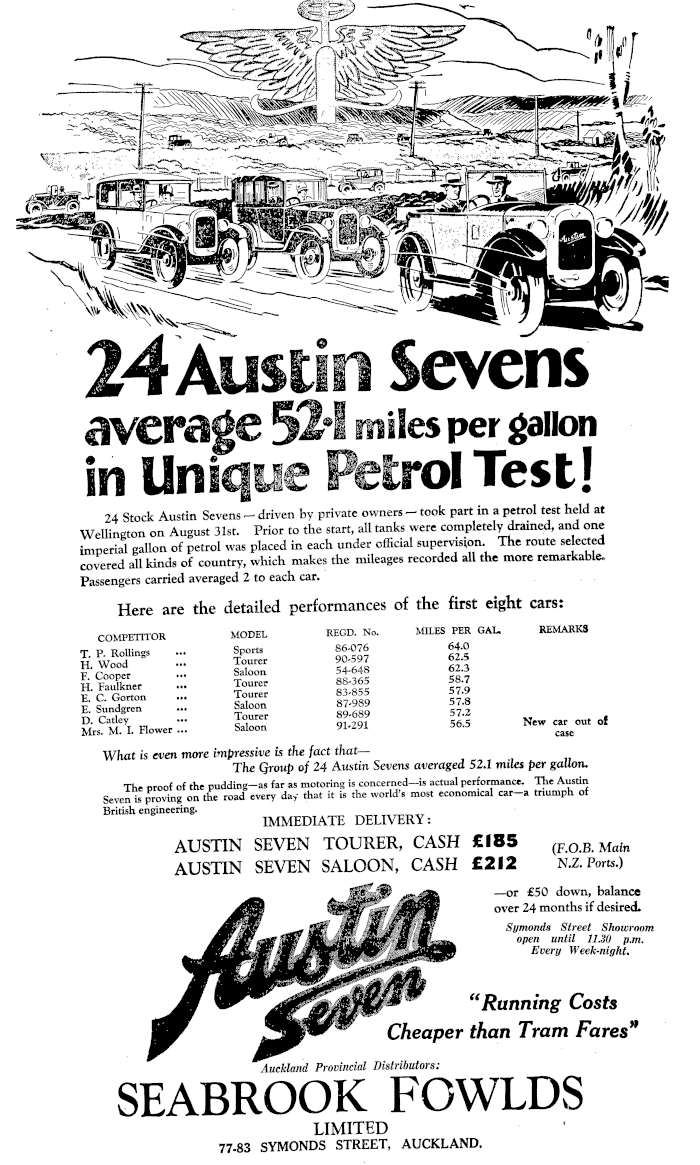 Austin
24 Austin Sevens
average 52·1 miles per gallon
in Unique Petrol Test!
24 Stock Austin Sevens — driven by private owners — took part in a petrol test held at
Wellington on August 31st. Prior to the start, all tanks were completely drained, and one
imperial gallon of petrol was placed in each under official supervision. The route selected
covered all kinds of country, which makes the mileages recorded all the more remarkable.
Passengers carried averaged 2 to each car.
Here are the detailed performances of the first eight cars:
COMPETITOR MODEL REGD. No. MILES PER GAL. REMARKS
T. P. Rollings ... Sports 86-076 64.0
H. Wood ... Tourer 90-597 62.5
F. Cooper ... Saloon 54-648 62.3
H. Faulkner ... Tourer 88-365 58.7
E. C. Gorton ... Tourer 83-855 57.9
E. Sundgren ... Saloon 87-989 57.8
D. Catley ... Tourer 89-689 57.2
Mrs. M. I. Flower ... Saloon 91-291 56.5 New car out of
case
What is even more impressive is the fact that—
The Group of 24 Austin Sevens averaged 52.1 miles per gallon.
The proof of the pudding—as far as motoring is concerned—is actual performance. The Austin
Seven is proving on the road every day that it is the world's most economical car—a triumph of
British engineering.
IMMEDIATE DELIVERY:
AUSTIN SEVEN TOURER, CASH £185 (F.O.B. Main
AUSTIN SEVEN SALOON, CASH £212 N.Z. Ports.)
—or £50 down, balance
over 24 months if desired.
Symonds Street Showroom
open until 11.30 p.m.
Every Week-night.
Austin
Seven
"Running Costs
Cheaper than Tram Fares"
Auckland Provincial Distributors:
SEABROOK FOWLDS
LIMITED
77-83 SYMONDS STREET, AUCKLAND.